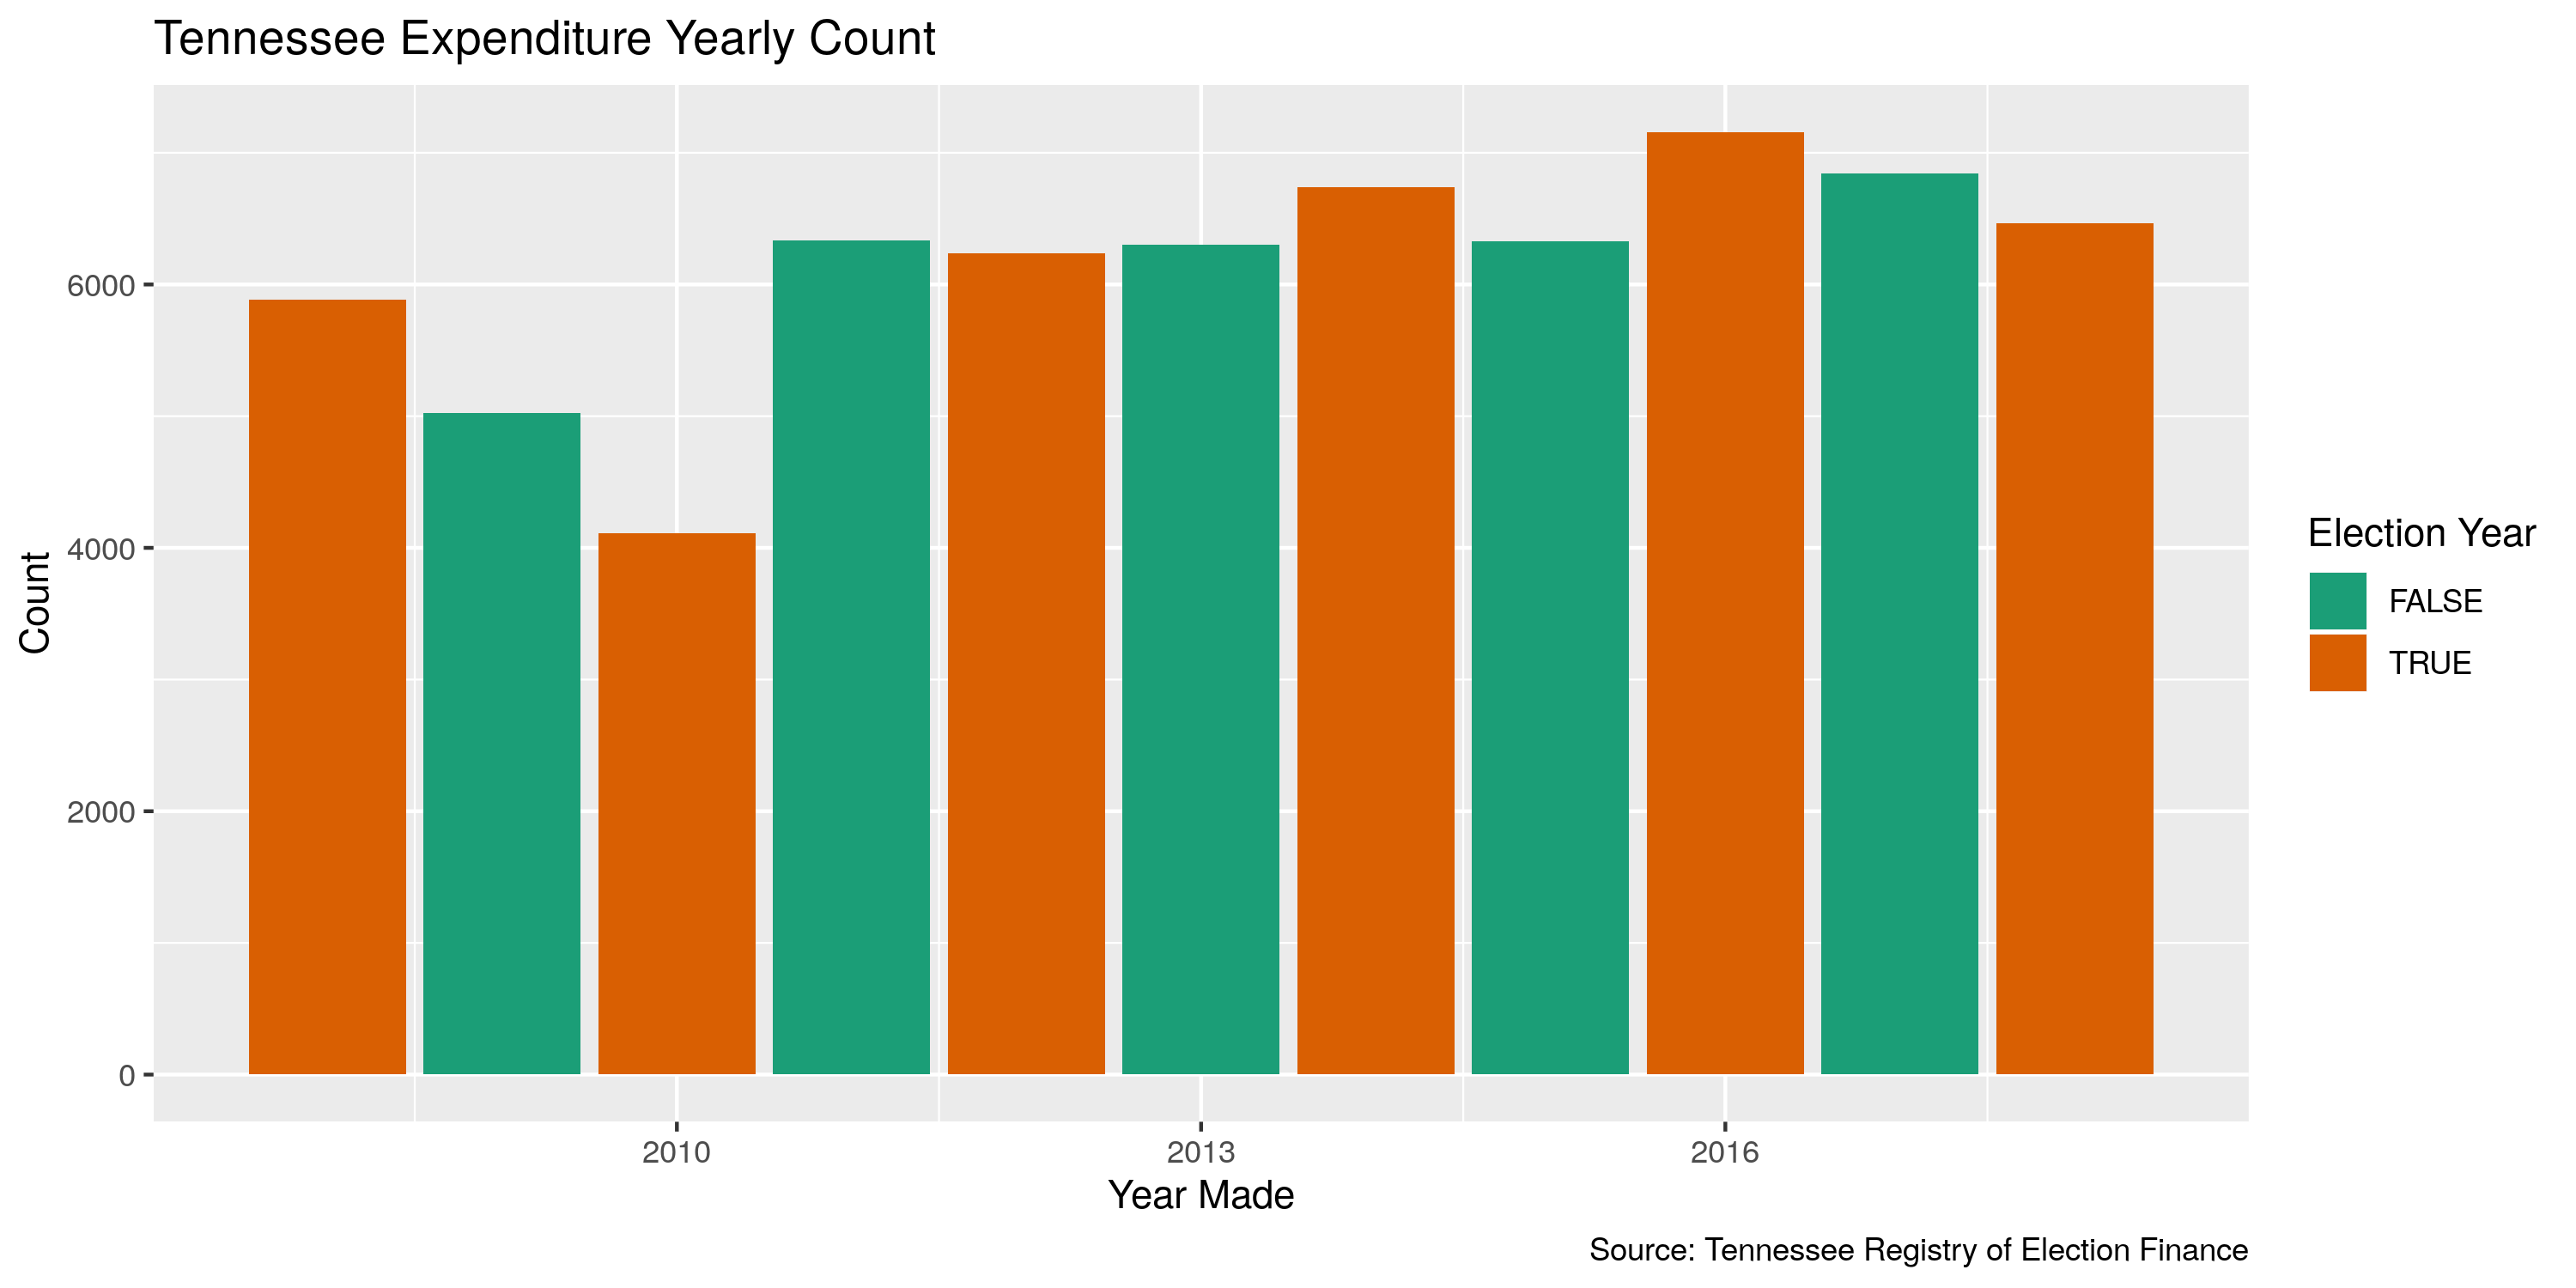 Tennessee Expenditure Yearly Count
Count
6000
4000
2000
0
2010 2013 2016
Year Made
Election Year
FALSE
TRUE
Source: Tennessee Registry of Election Finance